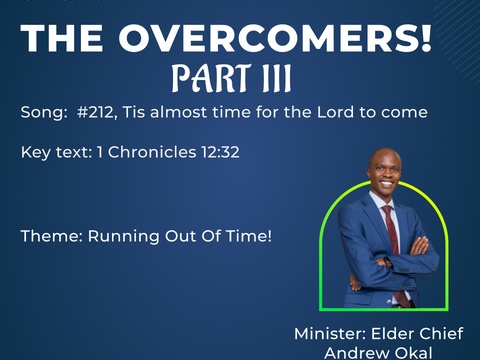 THE OVERCOMERS!
PART III
Song:  #212, Tis almost time for the Lord to come
Key text: 1 Chronicles 12:32
Theme: Running Out Of Time!
Minister: Elder Chief
Andrew Okal